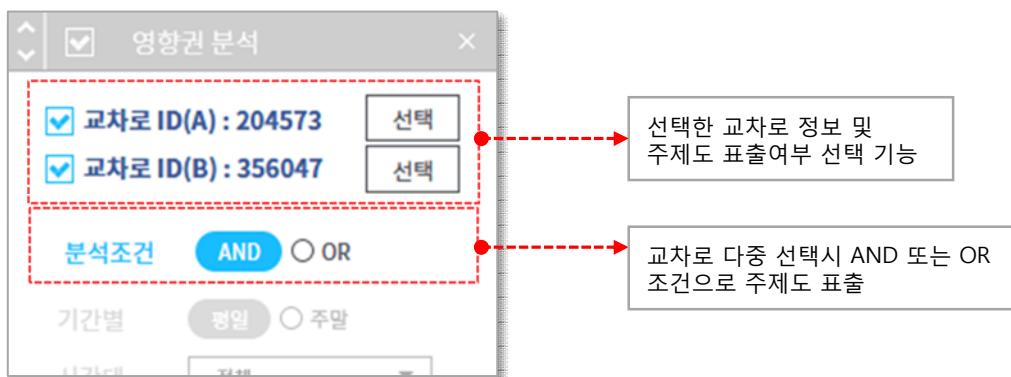 영향권 분석
교차로 ID(A) : 204573 선택
교차로 ID(B) : 356047 선택
분석조건 AND OR
기간별 평일 주말
선택한 교차로 정보 및
주제도 표출여부 선택 기능
교차로 다중 선택시 AND 또는 OR
조건으로 주제도 표출